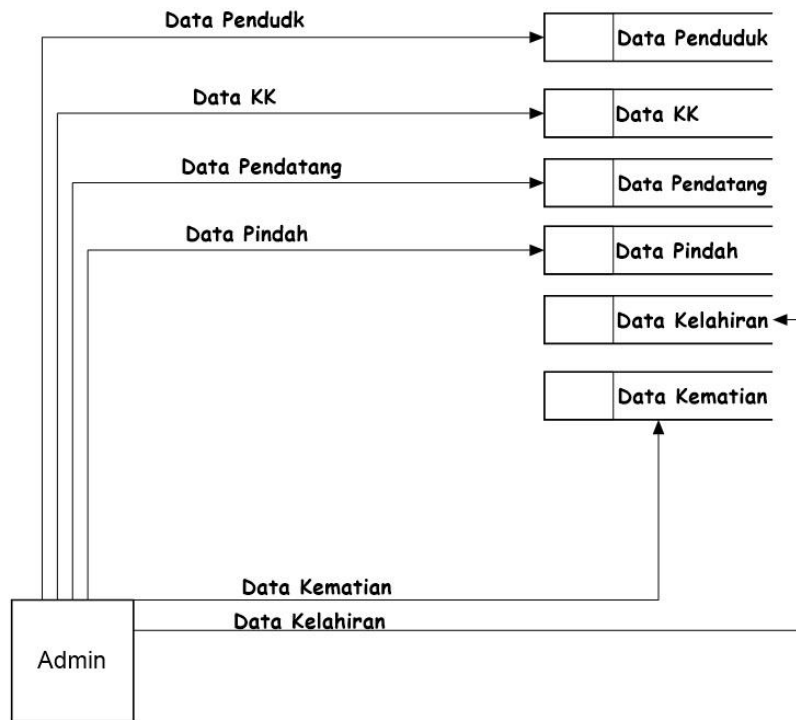 Data Pendudk
Data Penduduk
Data KK
Data KK
Data Pendatang
Data Pendatang
Data Pindah
Data Pindah
Data Kelahiran
Data Kematian
Data Kematian
Data Kelahiran
Admin